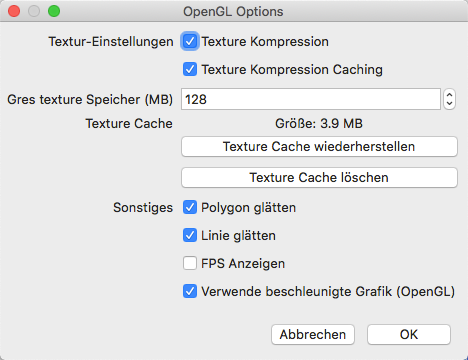 OpenGL Options
Textur-Einstellungen Texture Kompression
Texture Kompression Caching
Gres texture Speicher (MB) 128
Texture Cache Größe: 3.9 MB
Texture Cache wiederherstellen
Texture Cache löschen
Sonstiges Polygon glätten
Linie glätten
FPS Anzeigen
Verwende beschleunigte Grafik (OpenGL)
Abbrechen OK